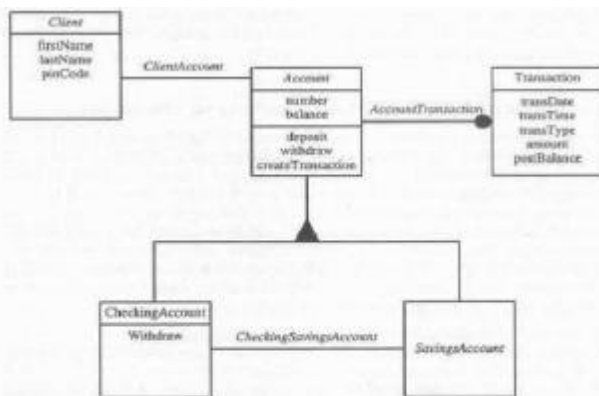 Client
firstName
lastName
pinCode
ClientAccount
Account
number
balance
deposit
withdraw
createTransaction
AccountTransaction
Transaction
transDate
transTime
transType
amount
postBalance
CheckingAccount
Withdraw
CheckingSavingsAccount
SavingsAccount